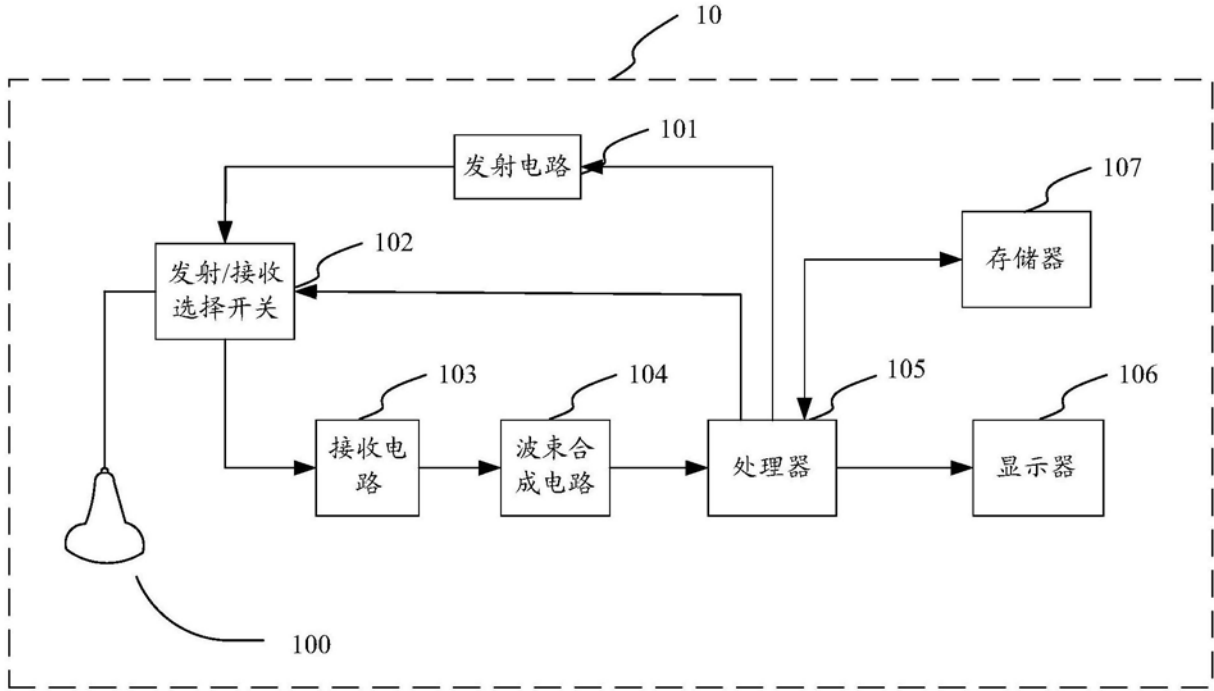 10
101
发射电路
107
存储器
102
发射/接收
选择开关
103
接收电
路
104
波束合
成电路
105
处理器
106
显示器
100